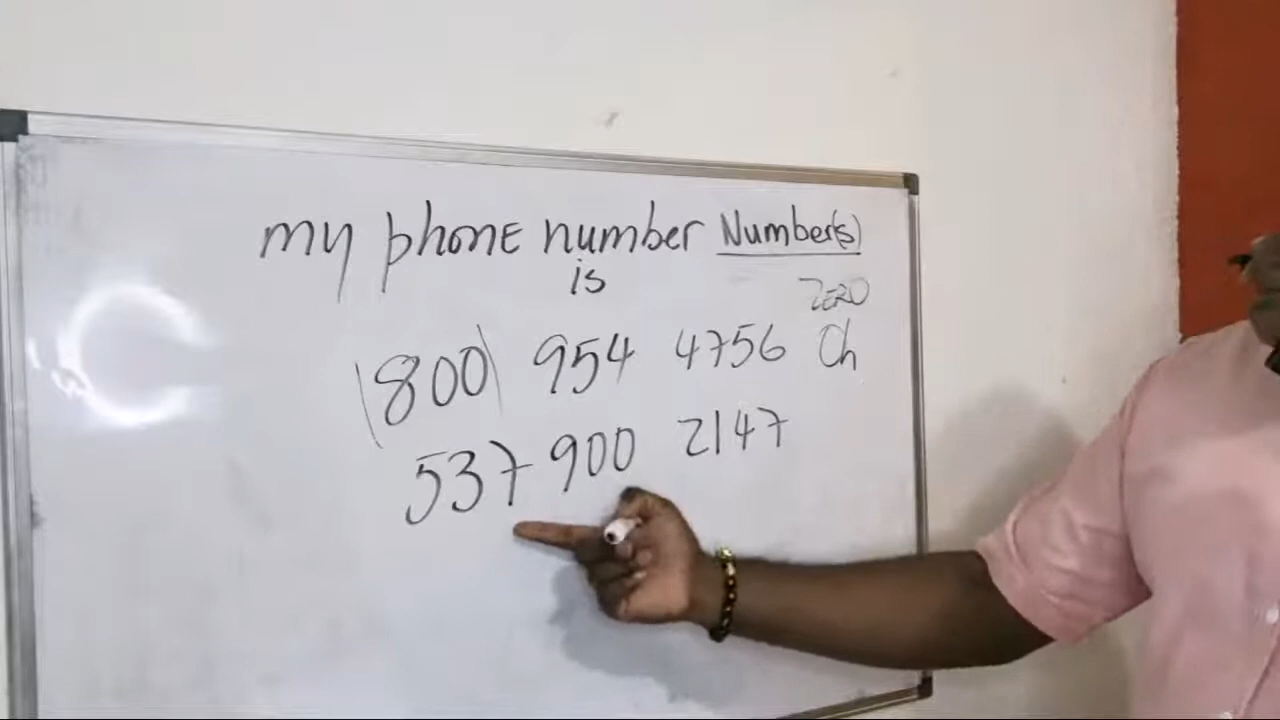 my phone number Number(s)
is
ZERO
(800) 954 4756 Oh
537 900 2147